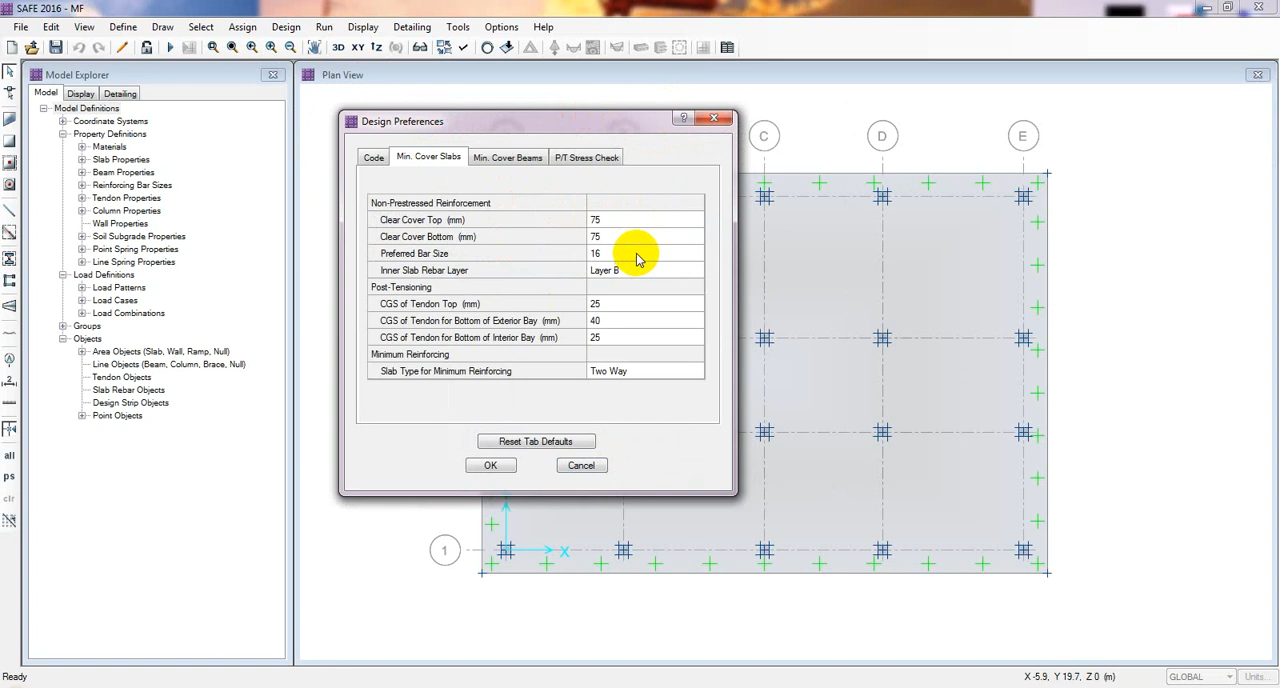 SAFE 2016 - MF
File Edit View Define Draw Select Assign Design Run Display Detailing Tools Options Help
3D XY
Model Explorer
Model Display Detailing
Model Definitions
Coordinate Systems
Property Definitions
Materials
Slab Properties
Beam Properties
Reinforcing Bar Sizes
Tendon Properties
Column Properties
Wall Properties
Soil Subgrade Properties
Point Spring Properties
Line Spring Properties
Load Definitions
Load Patterns
Load Cases
Load Combinations
Groups
Objects
Area Objects (Slab, Wall, Ramp, Null)
Line Objects (Beam, Column, Brace, Null)
Tendon Objects
Slab Rebar Objects
Design Strip Objects
Point Objects
all
ps
clr
Plan View
C D E
1
X
Design Preferences
Code Min. Cover Slabs Min. Cover Beams P/T Stress Check
Non-Prestressed Reinforcement
Clear Cover Top (mm) 75
Clear Cover Bottom (mm) 75
Preferred Bar Size 16
Inner Slab Rebar Layer Layer B
Post-Tensioning
CGS of Tendon Top (mm) 25
CGS of Tendon for Bottom of Exterior Bay (mm) 40
CGS of Tendon for Bottom of Interior Bay (mm) 25
Minimum Reinforcing
Slab Type for Minimum Reinforcing Two Way
Reset Tab Defaults
OK Cancel
Ready
X -5.9, Y 19.7, Z 0 (m)
GLOBAL
Units...